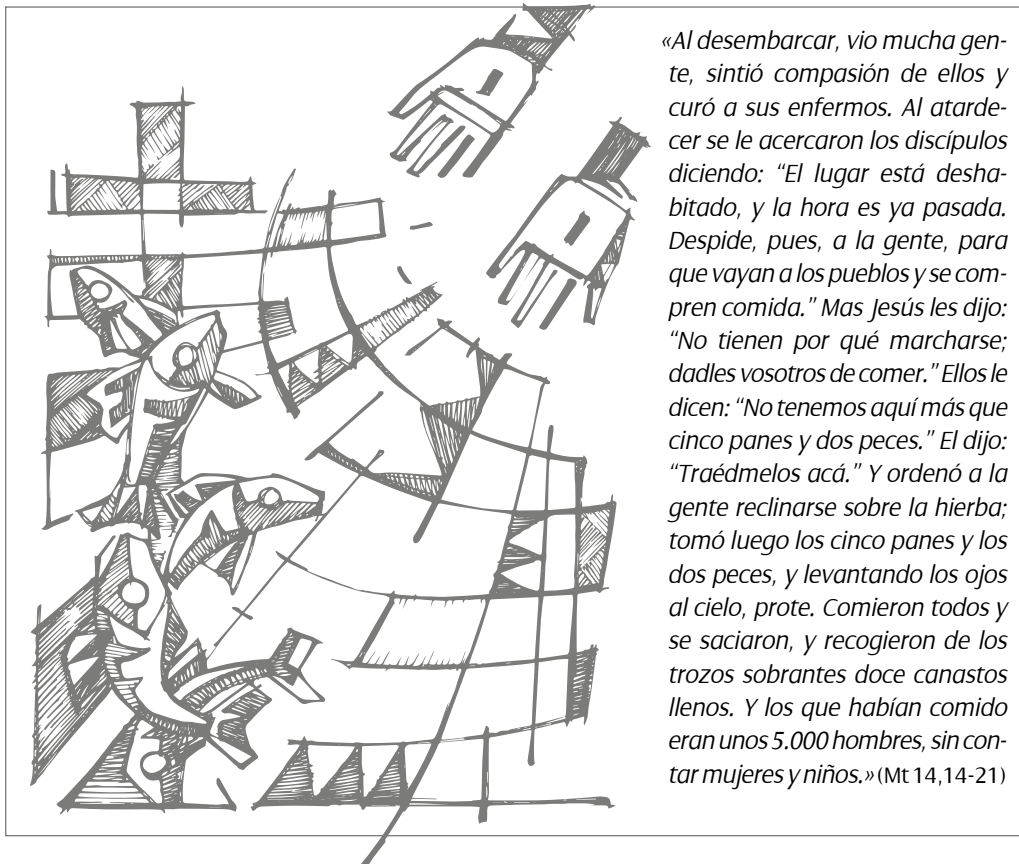 «Al desembarcar, vio mucha gen-
te, sintió compasión de ellos y
curó a sus enfermos. Al atarde-
cer se le acercaron los discípulos
diciendo: “El lugar está desha-
bitado, y la hora es ya pasada.
Despide, pues, a la gente, para
que vayan a los pueblos y se com-
pren comida.” Mas Jesús les dijo:
“No tienen por qué marcharse;
dadles vosotros de comer.” Ellos le
dicen: “No tenemos aquí más que
cinco panes y dos peces.” El dijo:
“Traédmelos acá.” Y ordenó a la
gente reclinarse sobre la hierba;
tomó luego los cinco panes y los
dos peces, y levantando los ojos
al cielo, prote. Comieron todos y
se saciaron, y recogieron de los
trozos sobrantes doce canastos
llenos. Y los que habían comido
eran unos 5.000 hombres, sin con-
tar mujeres y niños.» (Mt 14,14-21)